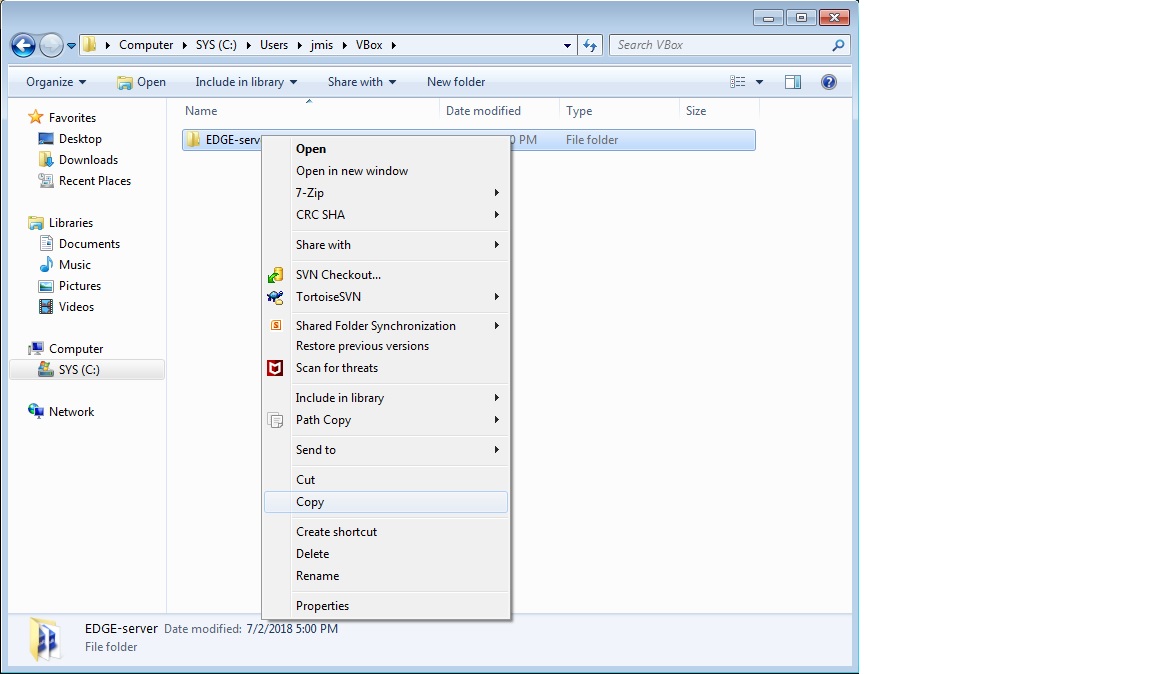 Computer SYS (C:) Users jmis VBox
Search VBox
Organize Open Include in library Share with New folder
Name Date modified Type Size
EDGE-serv 0 PM File folder
Favorites
Desktop
Downloads
Recent Places
Libraries
Documents
Music
Pictures
Videos
Computer
SYS (C:)
Network
Open
Open in new window
7-Zip
CRC SHA
Share with
SVN Checkout...
TortoiseSVN
S
Shared Folder Synchronization
Restore previous versions
Scan for threats
Include in library
Path Copy
Send to
Cut
Copy
Create shortcut
Delete
Rename
Properties
EDGE-server Date modified: 7/2/2018 5:00 PM
File folder